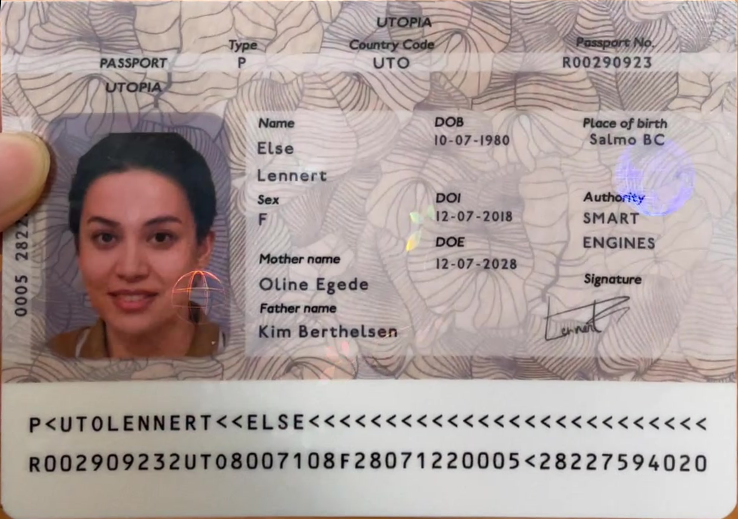 UTOPIA
Type Country Code Passport No.
PASSPORT P UTO R00290923
UTOPIA
Name DOB Place of birth
Else 10-07-1980 Salmo BC
Lennert
Sex DOI Authority
F 12-07-2018 SMART
DOE ENGINES
Mother name 12-07-2028
Oline Egede Signature
Father name
Kim Berthelsen Lennert
0005 2822
P<UTOLENNERT<<ELSE<<<<<<<<<<<<<<<<<<<<<<<<<<
R002909232UTO8007108F28071220005<28227594020